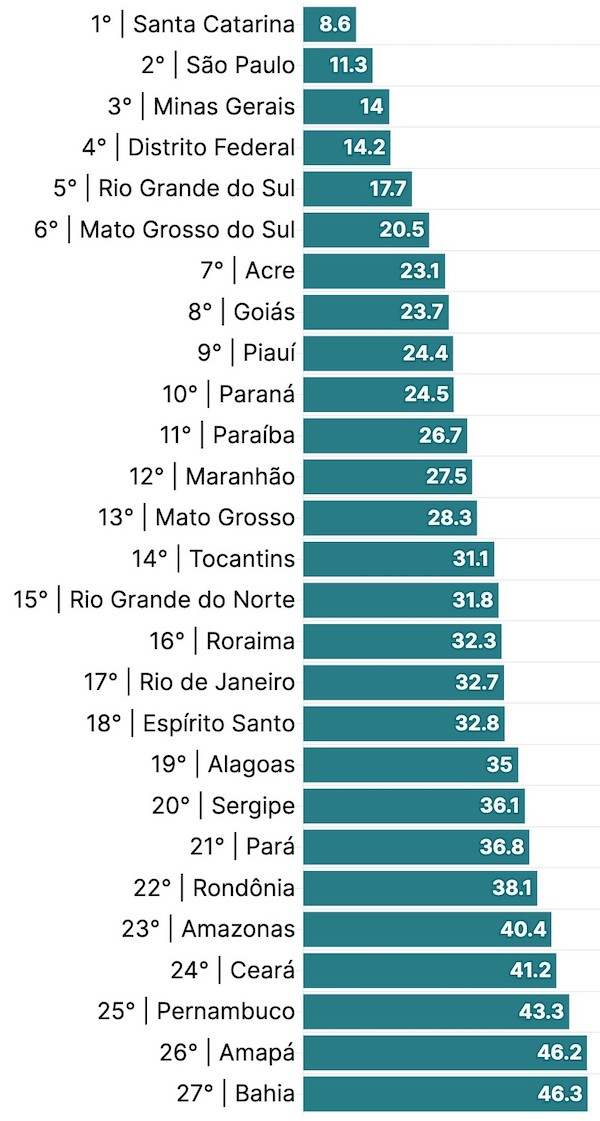 1° | Santa Catarina 8.6
2° | São Paulo 11.3
3° | Minas Gerais 14
4° | Distrito Federal 14.2
5° | Rio Grande do Sul 17.7
6° | Mato Grosso do Sul 20.5
7° | Acre 23.1
8° | Goiás 23.7
9° | Piauí 24.4
10° | Paraná 24.5
11° | Paraíba 26.7
12° | Maranhão 27.5
13° | Mato Grosso 28.3
14° | Tocantins 31.1
15° | Rio Grande do Norte 31.8
16° | Roraima 32.3
17° | Rio de Janeiro 32.7
18° | Espírito Santo 32.8
19° | Alagoas 35
20° | Sergipe 36.1
21° | Pará 36.8
22° | Rondônia 38.1
23° | Amazonas 40.4
24° | Ceará 41.2
25° | Pernambuco 43.3
26° | Amapá 46.2
27° | Bahia 46.3